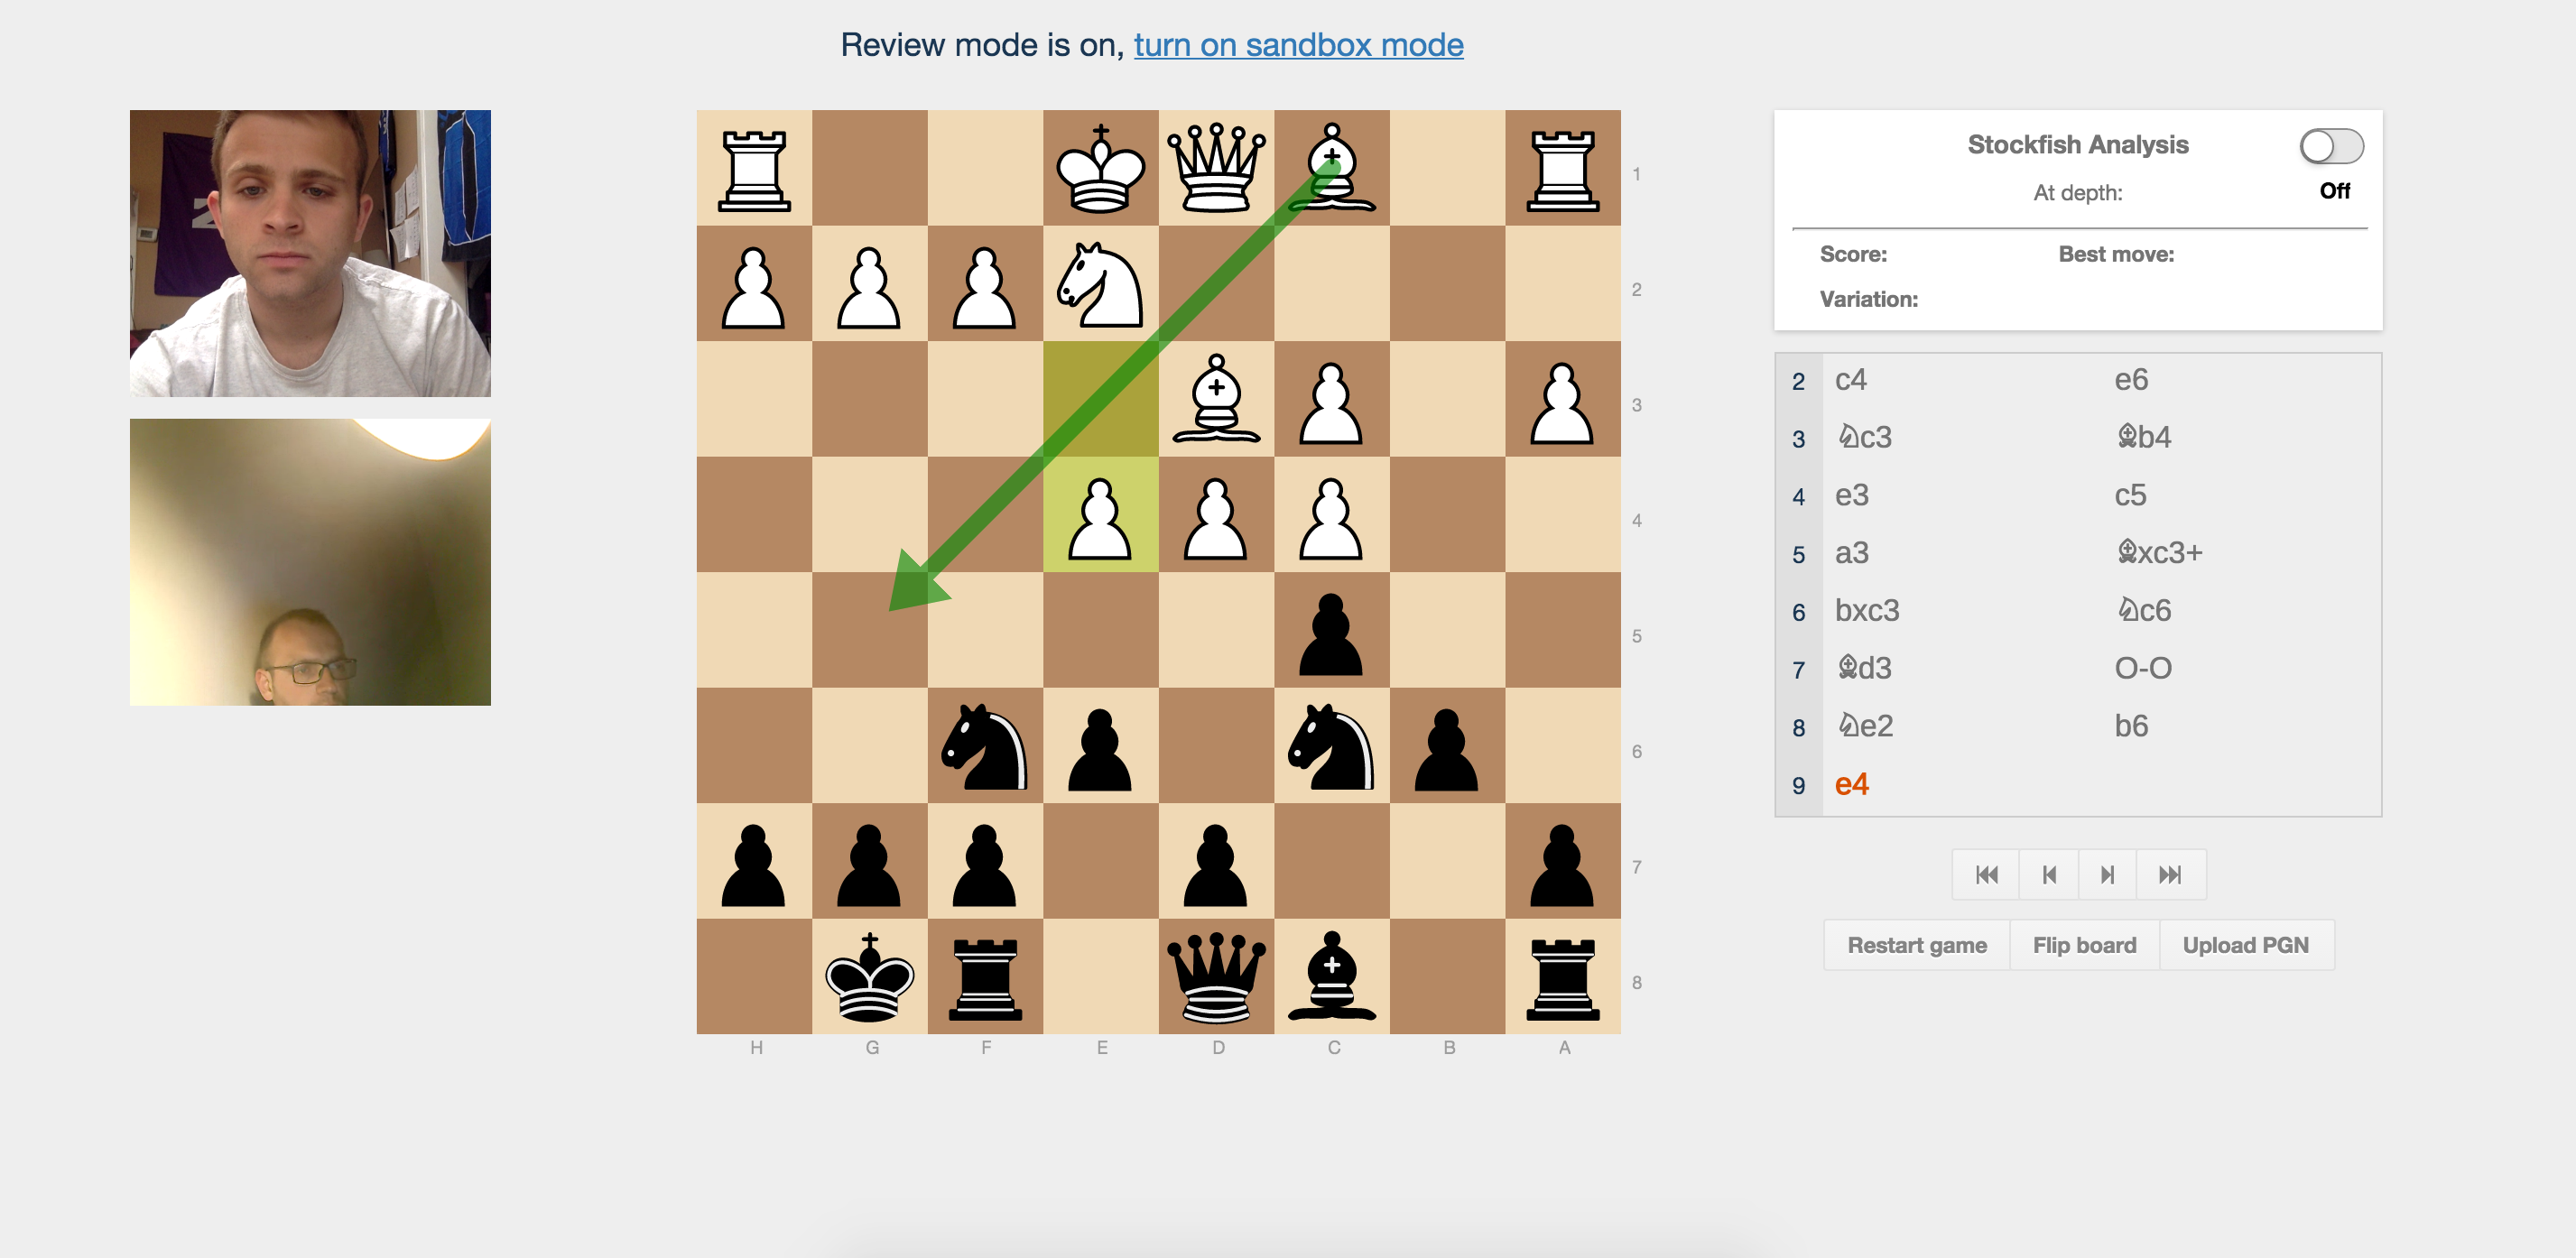 Review mode is on, turn on sandbox mode
Stockfish Analysis
At depth: Off
Score: Best move:
Variation:
1
2
3
4
5
6
7
8
H G F E D C B A
2 c4 e6
3 ♘c3 ♗b4
4 e3 c5
5 a3 ♗xc3+
6 bxc3 ♘c6
7 ♗d3 O-O
8 ♘e2 b6
9 e4
Restart game Flip board Upload PGN